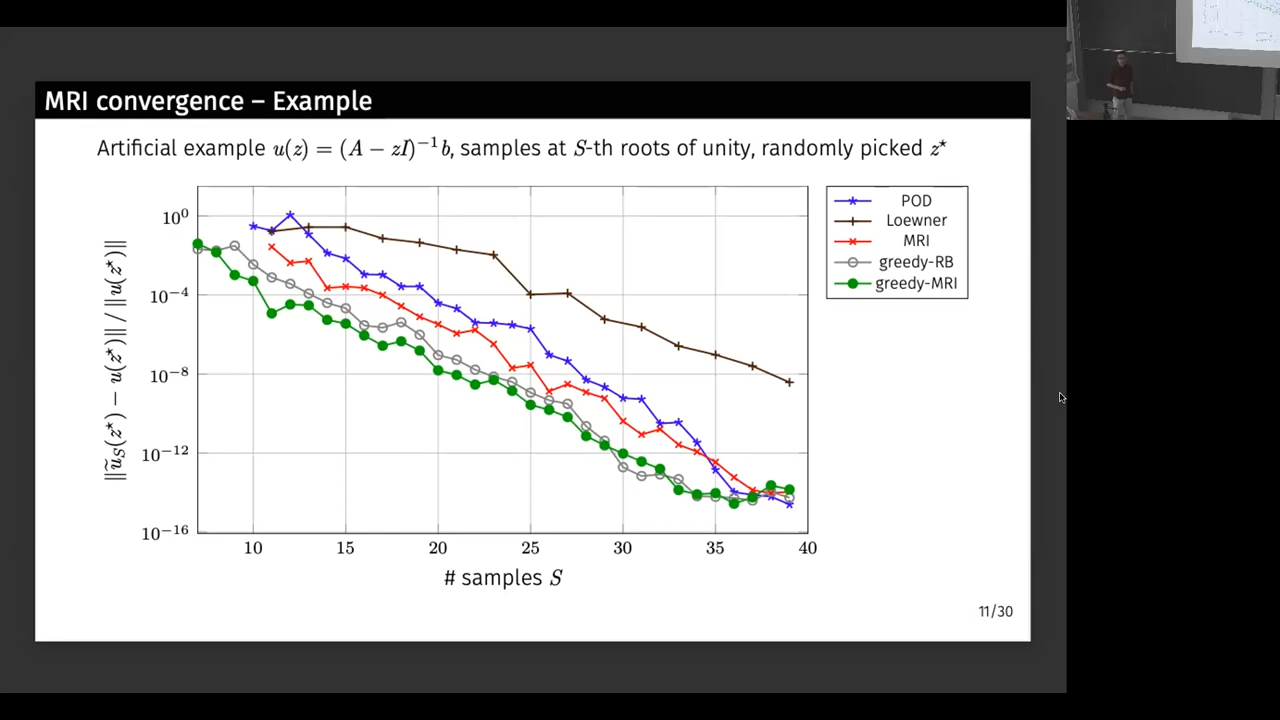 MRI convergence – Example
Artificial example u(z) = (A − zI)⁻¹b, samples at S-th roots of unity, randomly picked z⋆
‖ũ_S(z⋆) − u(z⋆)‖ / ‖u(z⋆)‖
10⁰
10⁻⁴
10⁻⁸
10⁻¹²
10⁻¹⁶
10 15 20 25 30 35 40
# samples S
POD
Loewner
MRI
greedy-RB
greedy-MRI
11/30